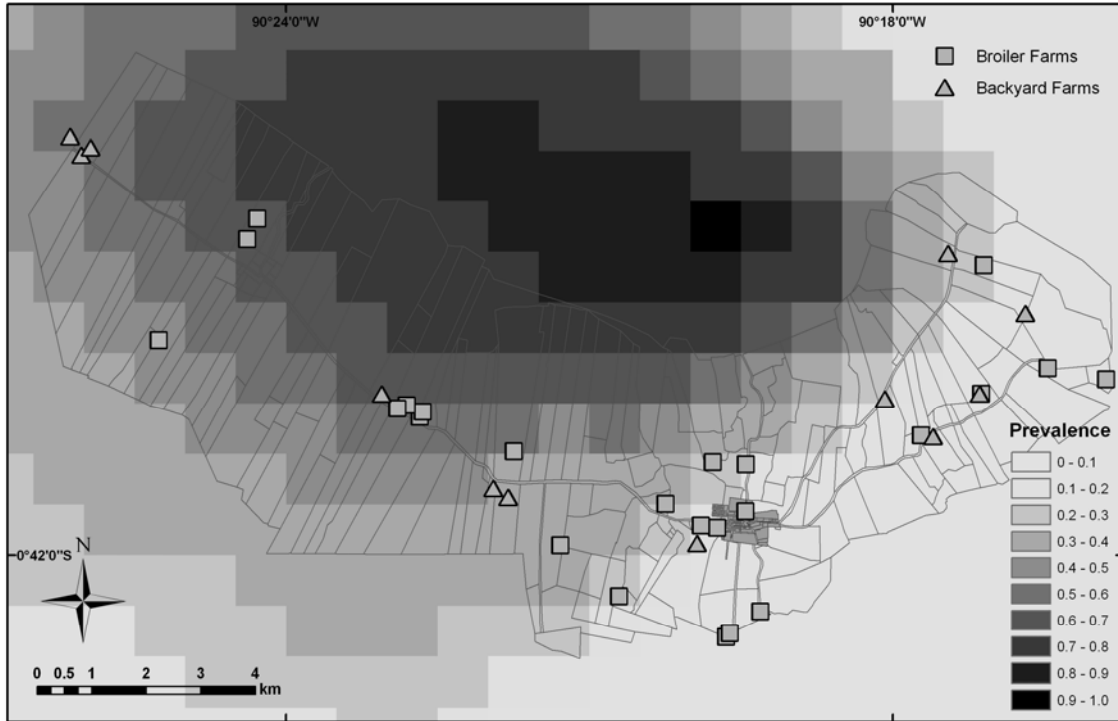 90°24'0"W
90°18'0"W
Broiler Farms
Backyard Farms
Prevalence
0 - 0.1
0.1 - 0.2
0.2 - 0.3
0.3 - 0.4
0.4 - 0.5
0.5 - 0.6
0.6 - 0.7
0.7 - 0.8
0.8 - 0.9
0.9 - 1.0
0°42'0"S
N
0 0.5 1 2 3 4
km